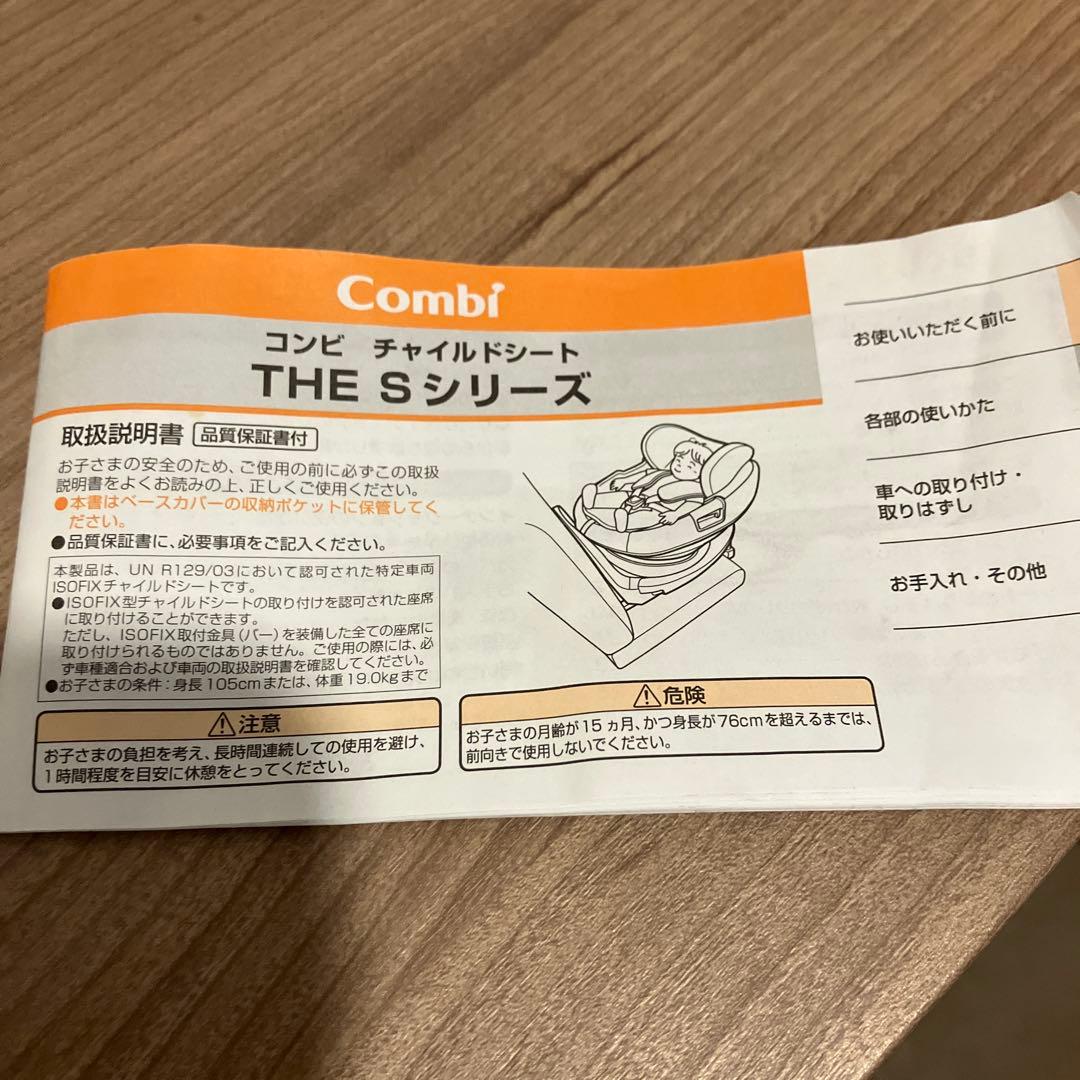 Combi
コンビ チャイルドシート
THE Sシリーズ
取扱説明書 品質保証書付
お子さまの安全のため、ご使用の前に必ずこの取扱
説明書をよくお読みの上、正しくご使用ください。
●本書はベースカバーの収納ポケットに保管してく
ださい。
●品質保証書に、必要事項をご記入ください。
本製品は、UN R129/03において認可された特定車両
ISOFIXチャイルドシートです。
●ISOFIX型チャイルドシートの取り付けを認可された座席
に取り付けることができます。
ただし、ISOFIX取付金具(バー)を装備した全ての座席に
取り付けられるものではありません。ご使用の際には、必
ず車種適合および車両の取扱説明書を確認してください。
●お子さまの条件：身長105cmまたは、体重19.0kgまで
⚠注意
お子さまの負担を考え、長時間連続しての使用を避け、
1時間程度を目安に休憩をとってください。
Combi
⚠危険
お子さまの月齢が15ヵ月、かつ身長が76cmを超えるまでは、
前向きで使用しないでください。
お使いいただく前に
各部の使いかた
車への取り付け・
取りはずし
お手入れ・その他